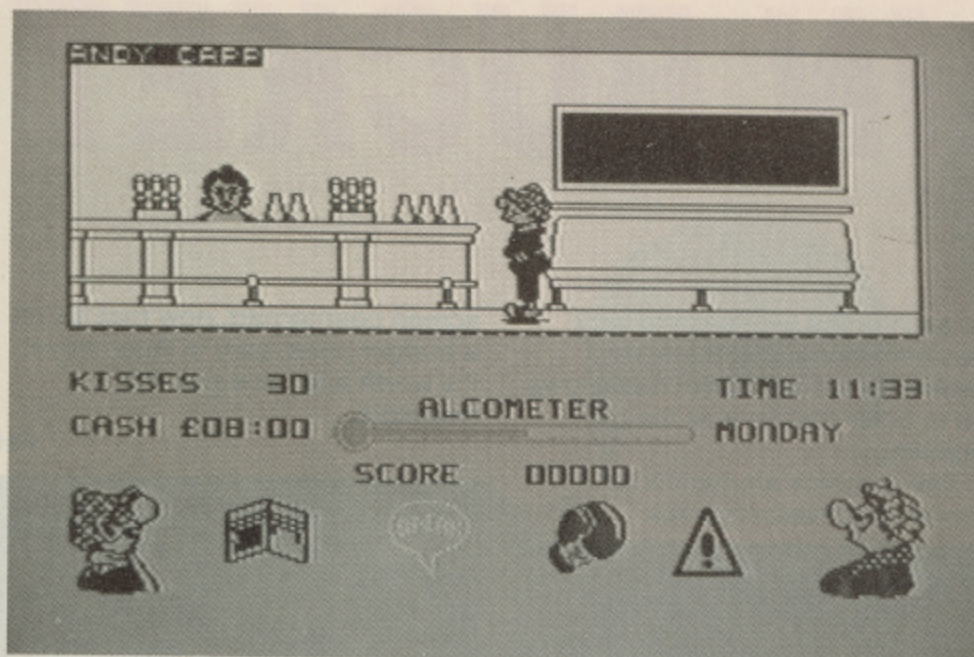 ANDY CAPP
KISSES 30
TIME 11:33
ALCOMETER
CASH £08:00
MONDAY
SCORE 00000